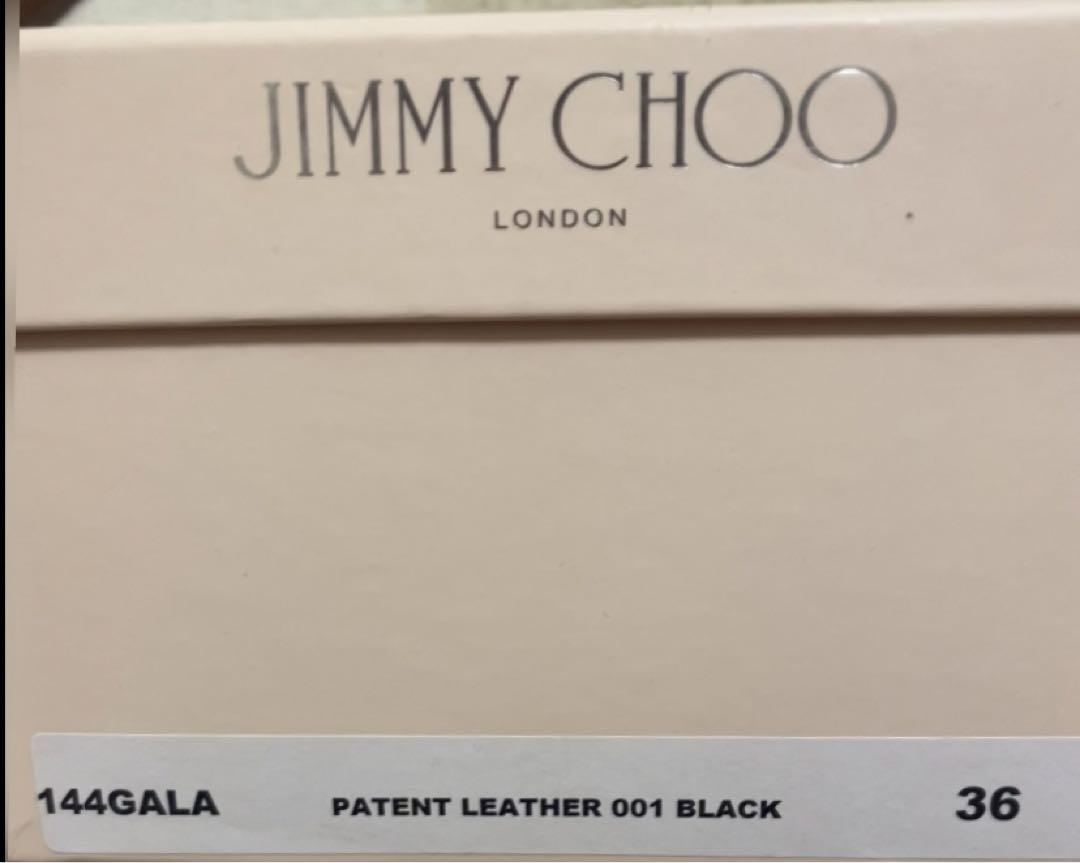 JIMMY CHOO
LONDON
144GALA PATENT LEATHER 001 BLACK 36